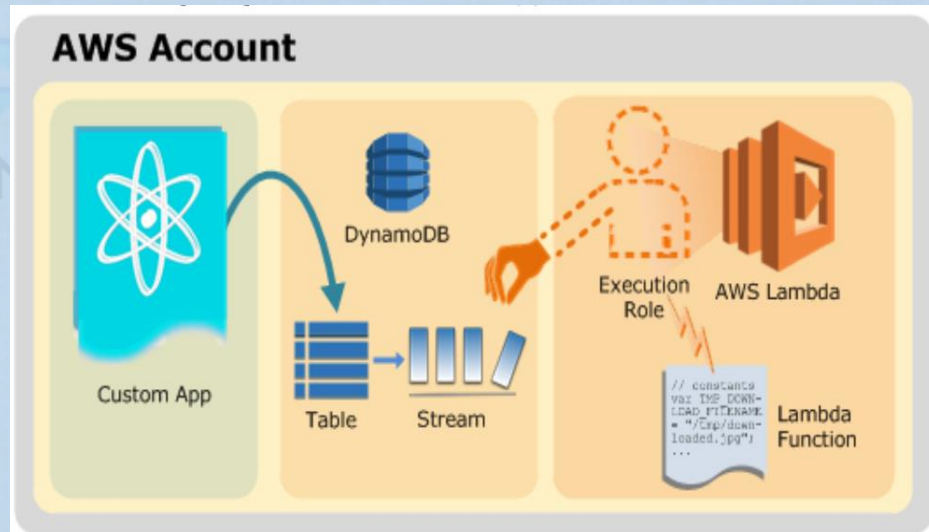 AWS Account
DynamoDB
Custom App
Table
Stream
Execution
Role
AWS Lambda
// constants
var TMP_DOWN-
LOAD_FILENAME
= "/tmp/down-
loaded.jpg";
...
Lambda
Function